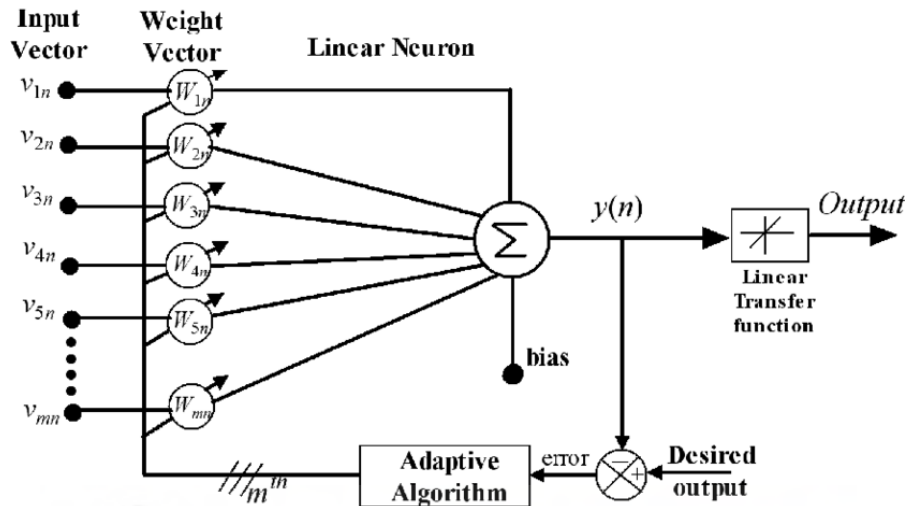 Input
Vector
Weight
Vector
Linear Neuron
v1n
W1n
v2n
W2n
v3n
W3n
y(n)
Output
Σ
v4n
W4n
Linear
Transfer
function
v5n
W5n
bias
vmn
Wmn
Adaptive
Algorithm
error
−
+
Desired
output
m